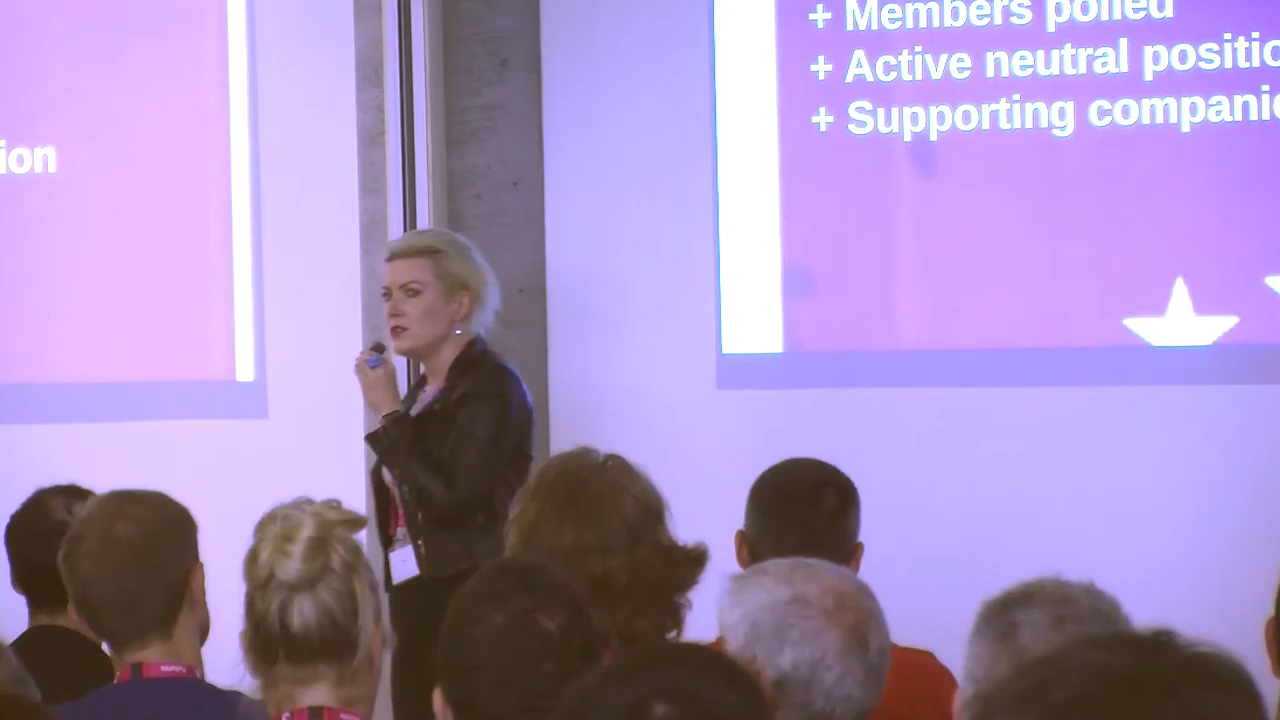 ion
+ Members polled
+ Active neutral positio
+ Supporting companie